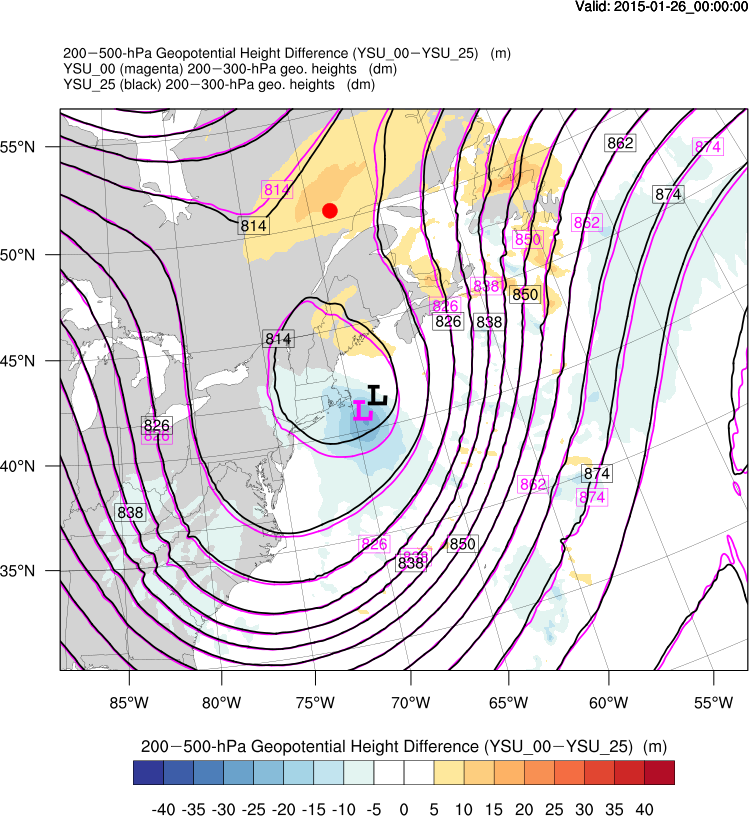 Valid: 2015-01-26_00:00:00
200−500-hPa Geopotential Height Difference (YSU_00−YSU_25) (m)
YSU_00 (magenta) 200−300-hPa geo. heights (dm)
YSU_25 (black) 200−300-hPa geo. heights (dm)
55°N
862
874
814
874
814
862
850
50°N
838
850
826
826
838
814
45°N
L
L
826
826
40°N
874
862
874
838
826
850
838
838
35°N
85°W 80°W 75°W 70°W 65°W 60°W 55°W
200−500-hPa Geopotential Height Difference (YSU_00−YSU_25) (m)
-40 -35 -30 -25 -20 -15 -10 -5 0 5 10 15 20 25 30 35 40